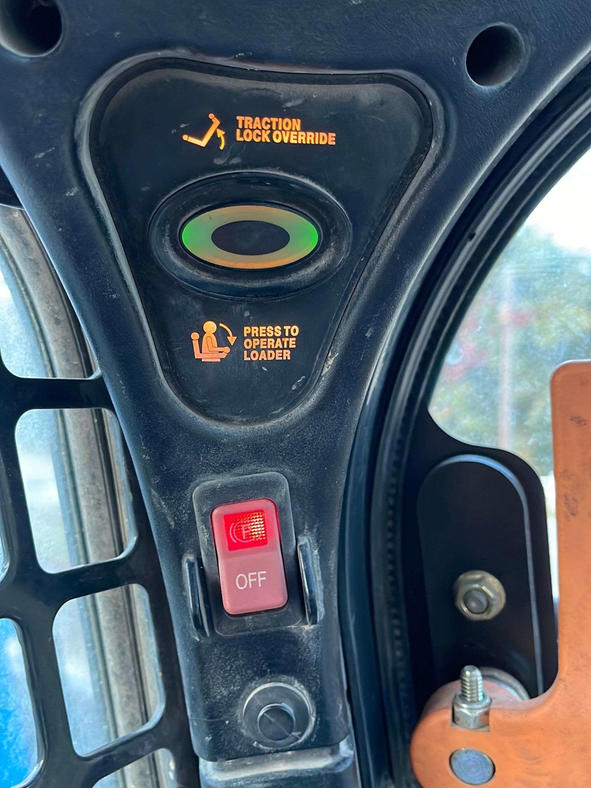 TRACTION
LOCK OVERRIDE
PRESS TO
OPERATE
LOADER
P
OFF